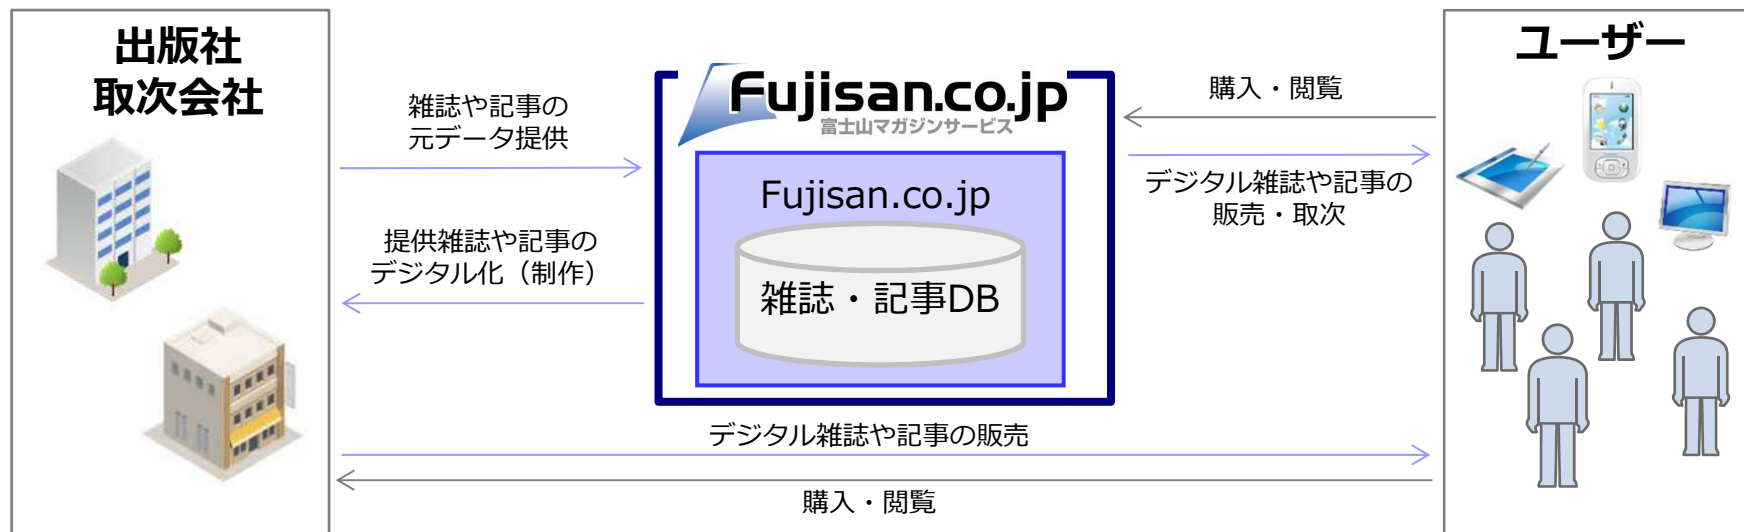 出版社
取次会社
雑誌や記事の
元データ提供
提供雑誌や記事の
デジタル化（制作）
Fujisan.co.jp
富士山マガジンサービス
Fujisan.co.jp
雑誌・記事DB
購入・閲覧
デジタル雑誌や記事の
販売・取次
ユーザー
デジタル雑誌や記事の販売
購入・閲覧